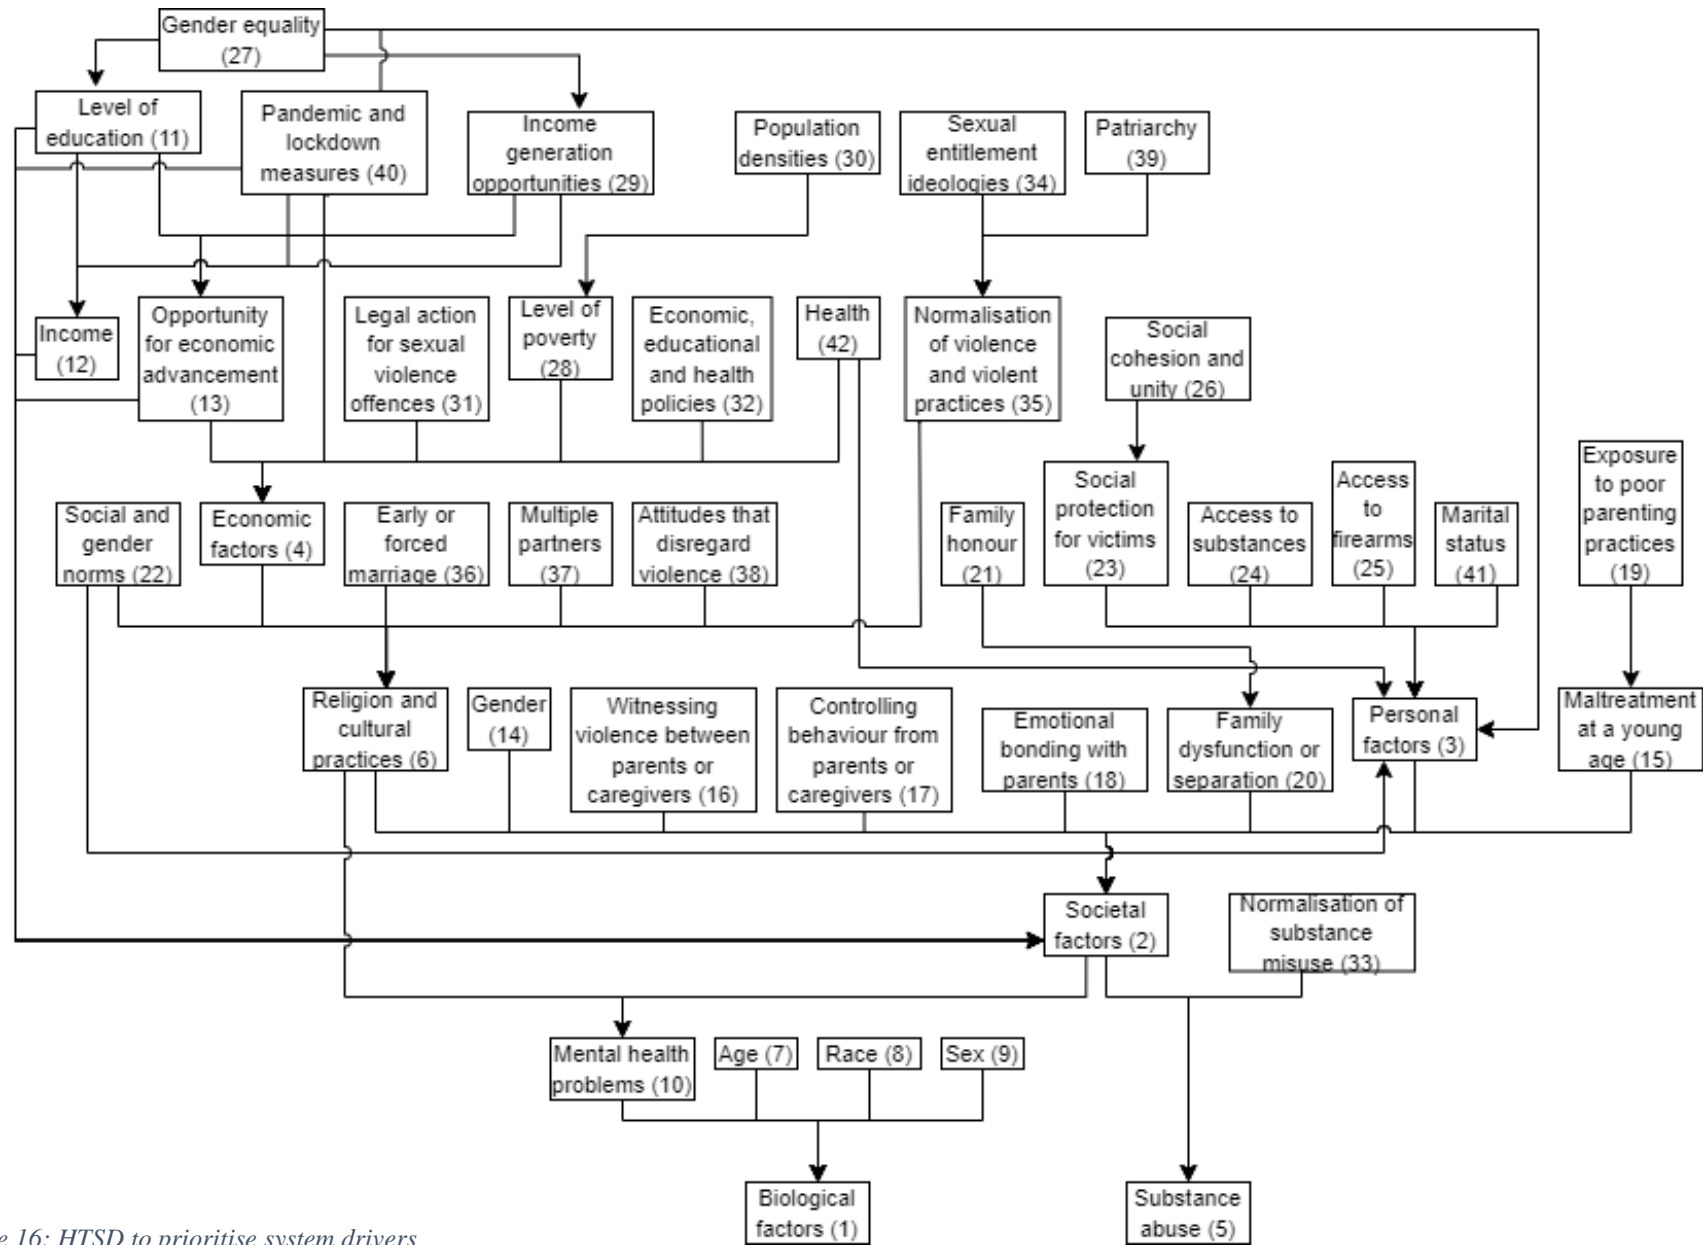 Gender equality
(27)
Level of
education (11)
Pandemic and
lockdown
measures (40)
Income
generation
opportunities (29)
Population
densities (30)
Sexual
entitlement
ideologies (34)
Patriarchy
(39)
Income
(12)
Opportunity
for economic
advancement
(13)
Legal action
for sexual
violence
offences (31)
Level of
poverty
(28)
Economic,
educational
and health
policies (32)
Health
(42)
Normalisation
of violence
and violent
practices (35)
Social
cohesion and
unity (26)
Social and
gender
norms (22)
Economic
factors (4)
Early or
forced
marriage (36)
Multiple
partners
(37)
Attitudes that
disregard
violence (38)
Family
honour
(21)
Social
protection
for victims
(23)
Access to
substances
(24)
Access
to
firearms
(25)
Marital
status
(41)
Exposure
to poor
parenting
practices
(19)
Religion and
cultural
practices (6)
Gender
(14)
Witnessing
violence between
parents or
caregivers (16)
Controlling
behaviour from
parents or
caregivers (17)
Emotional
bonding with
parents (18)
Family
dysfunction or
separation (20)
Personal
factors (3)
Maltreatment
at a young
age (15)
Societal
factors (2)
Normalisation of
substance
misuse (33)
Mental health
problems (10)
Age (7)
Race (8)
Sex (9)
Biological
factors (1)
Substance
abuse (5)
e 16: HTSD to prioritise system drivers